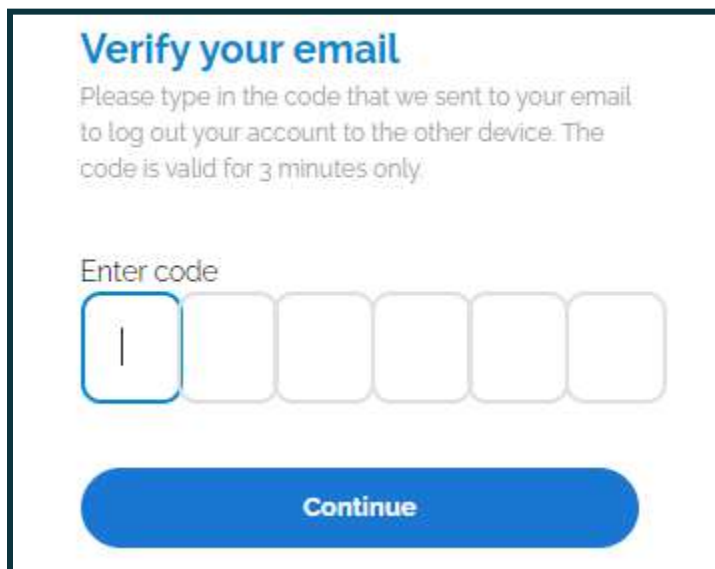 Verify your email
Please type in the code that we sent to your email
to log out your account to the other device. The
code is valid for 3 minutes only.
Enter code
Continue